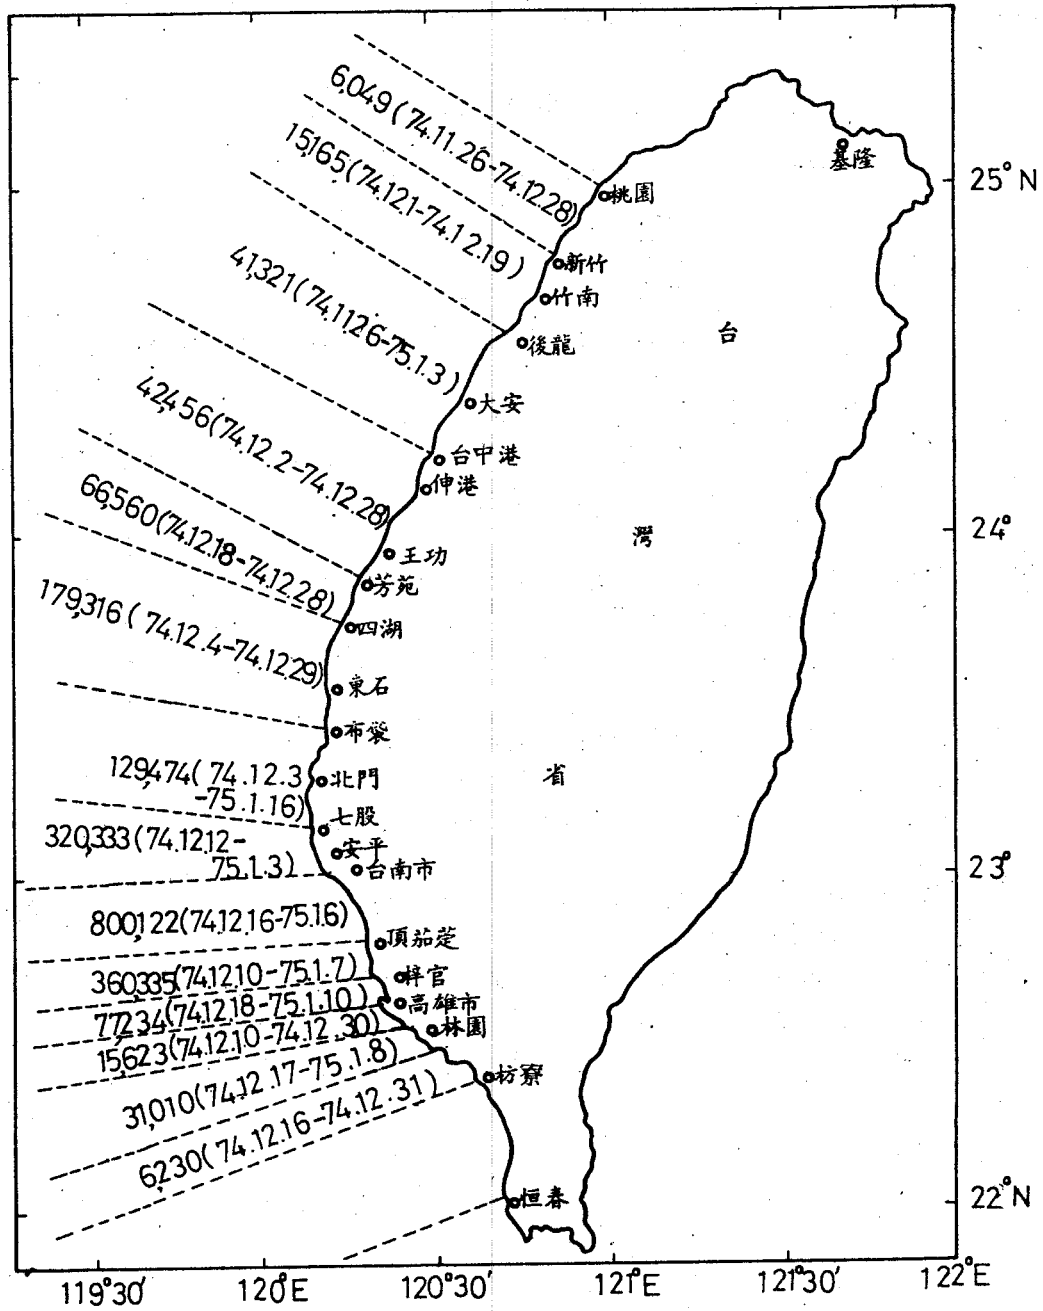 6,049(74.11.26-74.12.28)
15,165(74.12.1-74.12.19)
41,321(74.11.26-75.1.3)
42,456(74.12.2-74.12.28)
66,560(74.12.18-74.12.28)
179,316(74.12.4-74.12.29)
129,474(74.12.3
-75.1.16)
320,333(74.12.12-
75.1.3)
800,122(74.12.16-75.1.6)
360,335(74.12.10-75.1.7)
77,234(74.12.18-75.1.10)
15,623(74.12.10-74.12.30)
31,010(74.12.17-75.1.8)
6,230(74.12.16-74.12.31)
基隆
桃園
新竹
竹南
後龍
大安
台中港
伸港
王功
芳苑
四湖
東石
布袋
北門
七股
安平
台南市
頂茄萣
梓官
高雄市
林園
枋寮
恒春
台
灣
省
25°N
24°
23°
22°N
119°30'
120°E
120°30'
121°E
121°30'
122°E